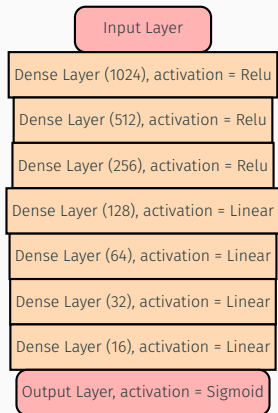 Input Layer
Dense Layer (1024), activation = Relu
Dense Layer (512), activation = Relu
Dense Layer (256), activation = Relu
Dense Layer (128), activation = Linear
Dense Layer (64), activation = Linear
Dense Layer (32), activation = Linear
Dense Layer (16), activation = Linear
Output Layer, activation = Sigmoid